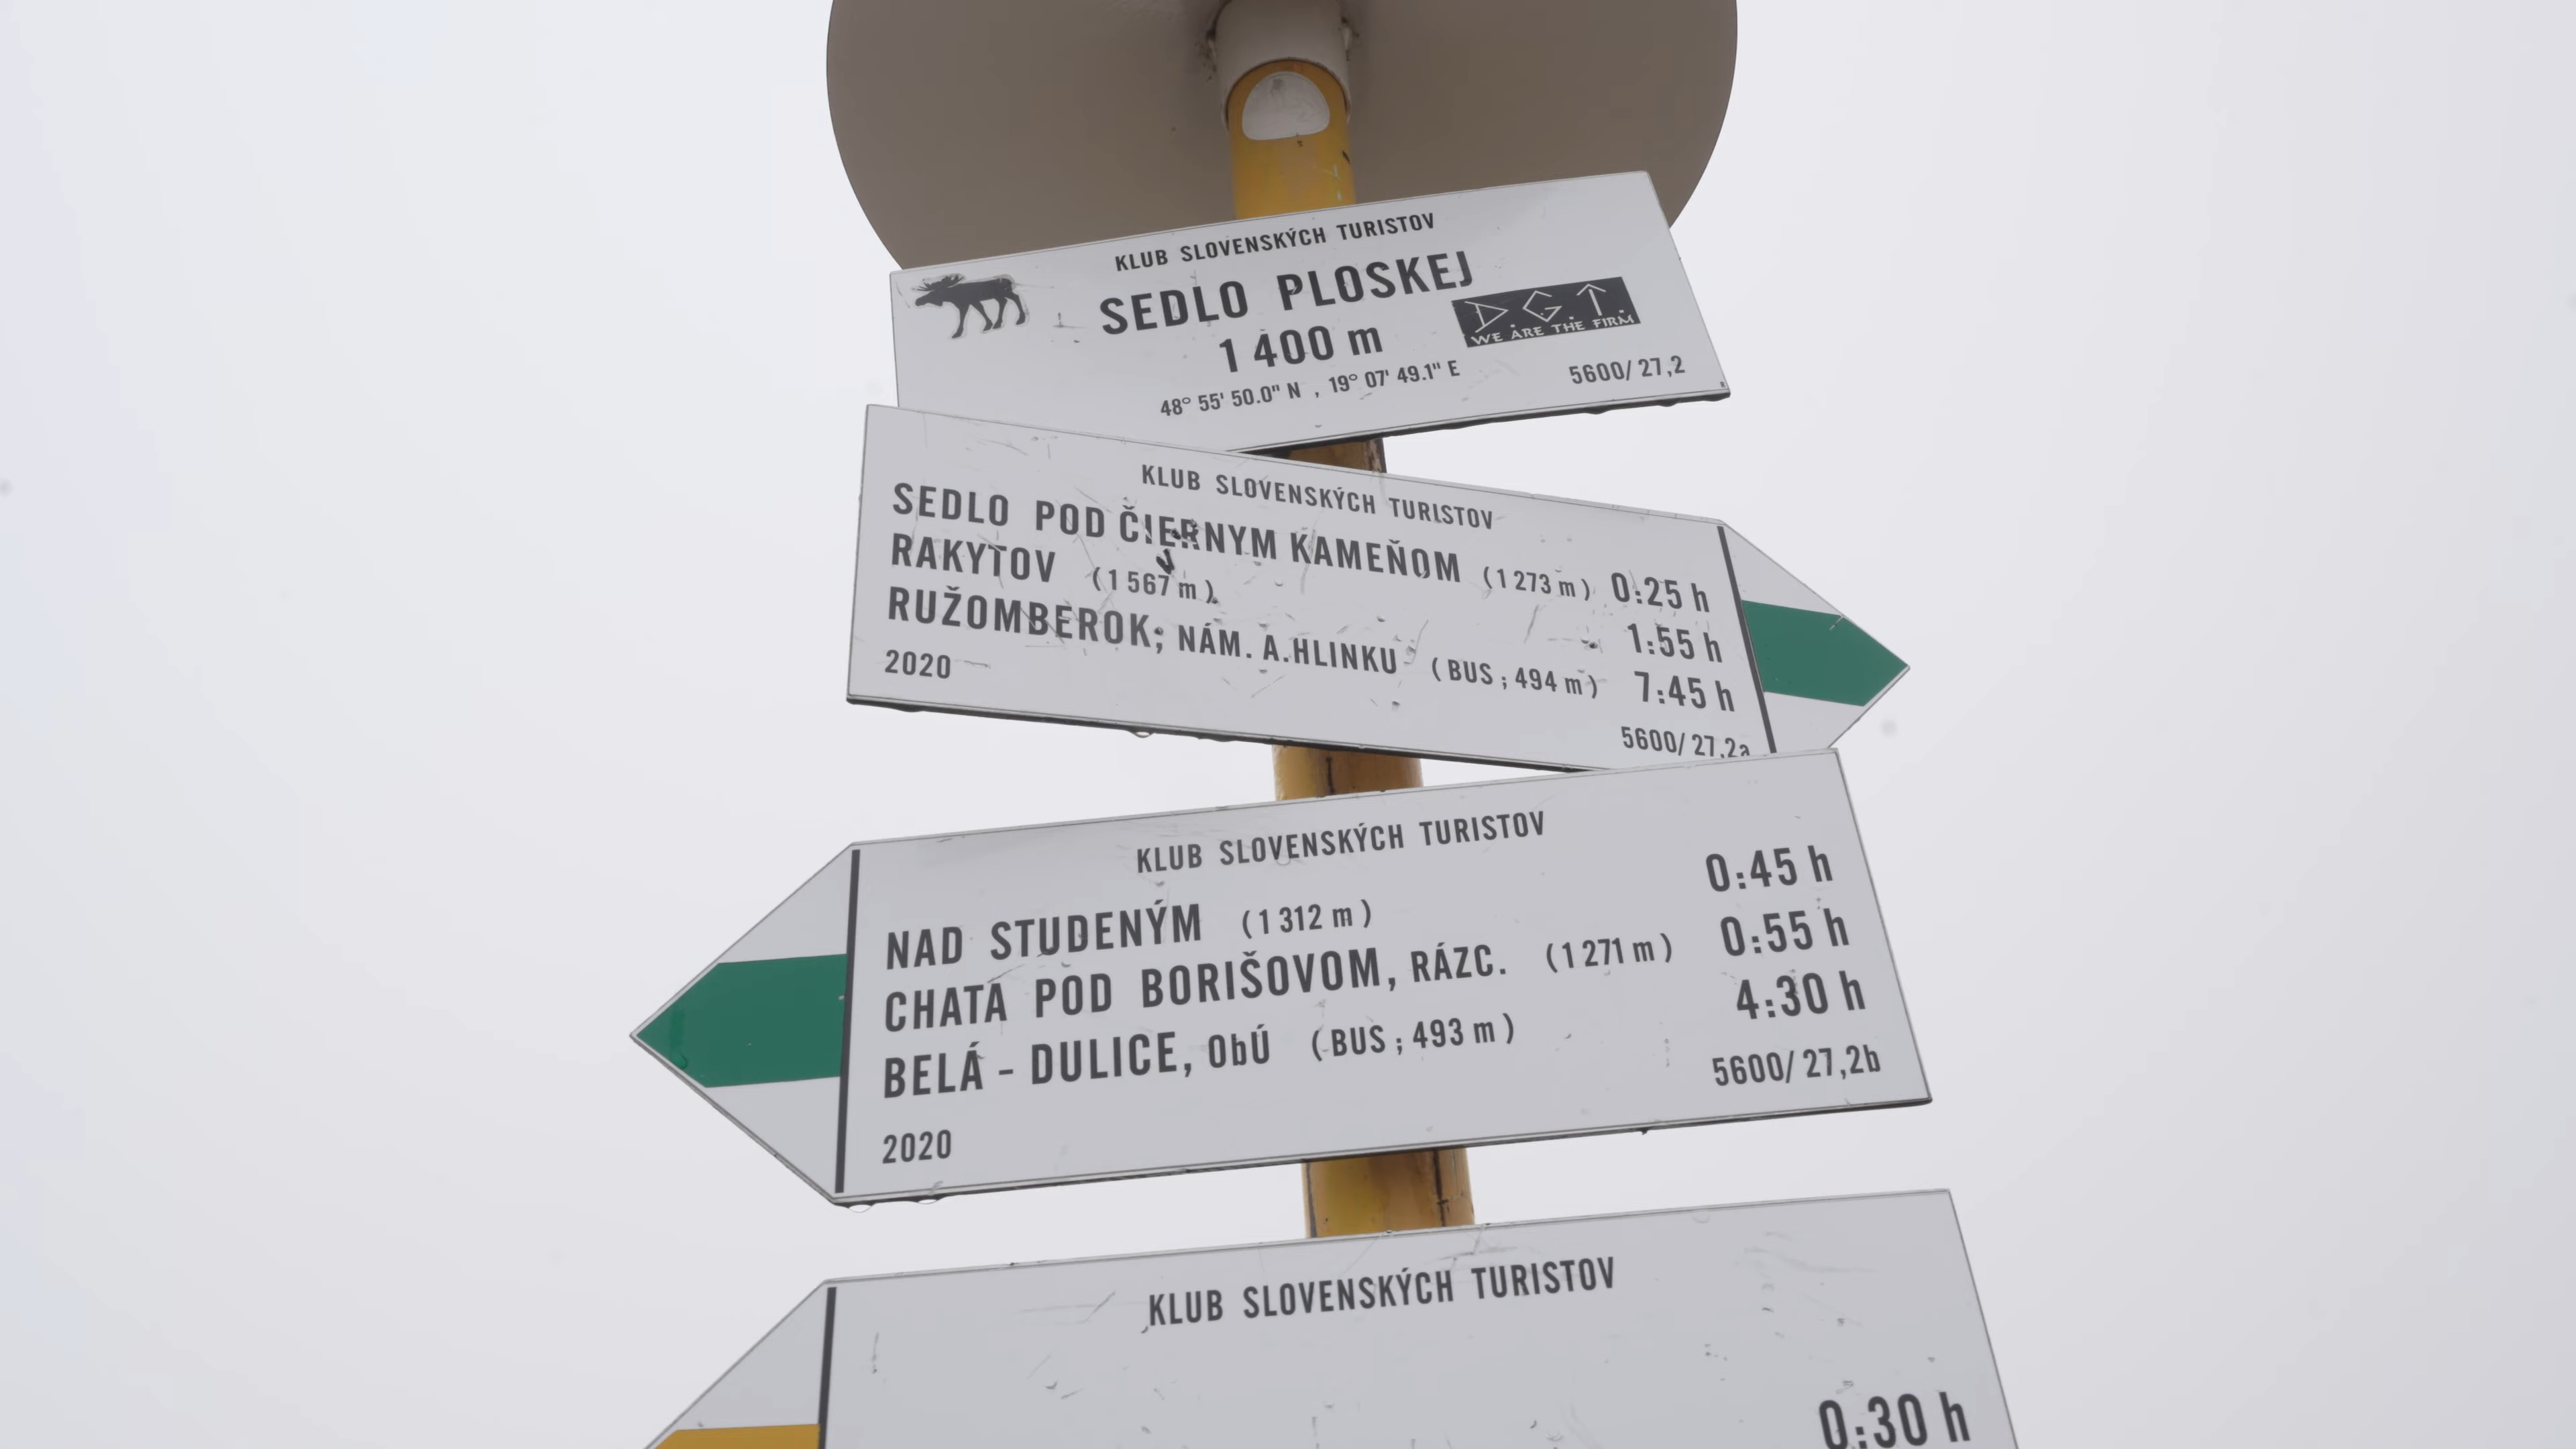 KLUB SLOVENSKÝCH TURISTOV
SEDLO PLOSKEJ
1 400 m
D.G.T.
WE ARE THE FIRM
48° 55' 50.0" N , 19° 07' 49.1" E
5600/ 27,2
KLUB SLOVENSKÝCH TURISTOV
SEDLO POD ČIERNYM KAMEŇOM (1 273 m) 0:25 h
RAKYTOV (1 567 m) 1:55 h
RUŽOMBEROK; NÁM. A.HLINKU (BUS ; 494 m) 7:45 h
2020
5600/ 27,2a
KLUB SLOVENSKÝCH TURISTOV
NAD STUDENÝM (1 312 m) 0:45 h
CHATA POD BORIŠOVOM, RÁZC. (1 271 m) 0:55 h
BELÁ - DULICE, ObÚ (BUS ; 493 m) 4:30 h
5600/ 27,2b
2020
KLUB SLOVENSKÝCH TURISTOV
0:30 h